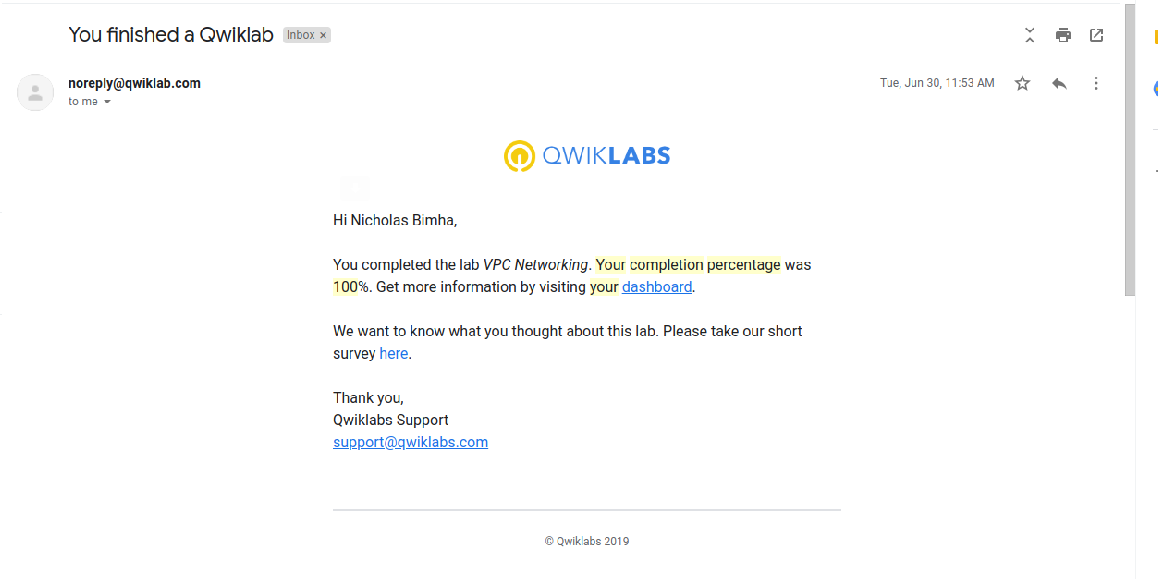 You finished a Qwiklab Inbox x
noreply@qwiklab.com Tue, Jun 30, 11:53 AM
to me
QWIKLABS
Hi Nicholas Bimha,
You completed the lab VPC Networking. Your completion percentage was
100%. Get more information by visiting your dashboard.
We want to know what you thought about this lab. Please take our short
survey here.
Thank you,
Qwiklabs Support
support@qwiklabs.com
© Qwiklabs 2019